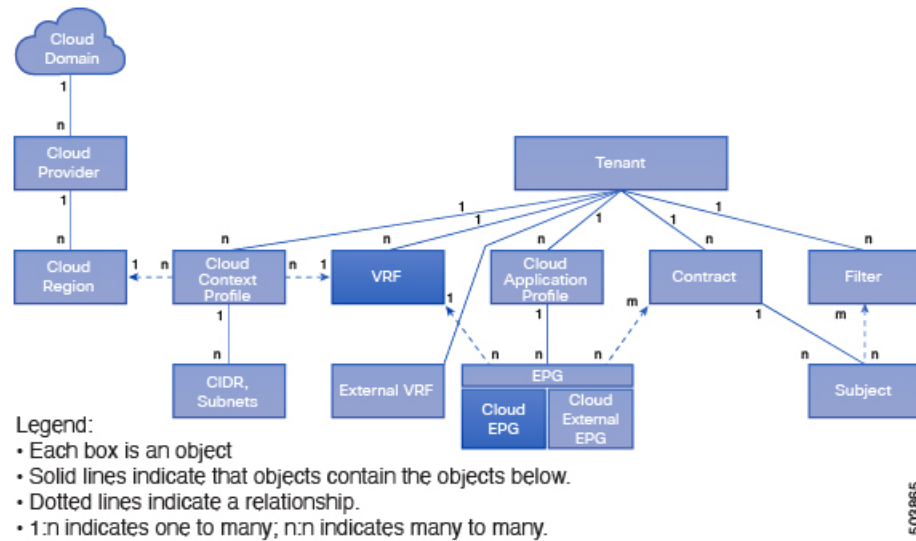 Cloud
Domain
1
n
Cloud
Provider
1
n
Cloud
Region
Tenant
1
1
1
1
1
n
n
n
n
n
1
n
Cloud
Context
Profile
n
1
VRF
Cloud
Application
Profile
Contract
Filter
1
n
CIDR,
Subnets
External VRF
1
n
1
n
n
m
EPG
Cloud
EPG
Cloud
External
EPG
1
n
m
n
Subject
Legend:
• Each box is an object
• Solid lines indicate that objects contain the objects below.
• Dotted lines indicate a relationship.
• 1:n indicates one to many; n:n indicates many to many.
503865